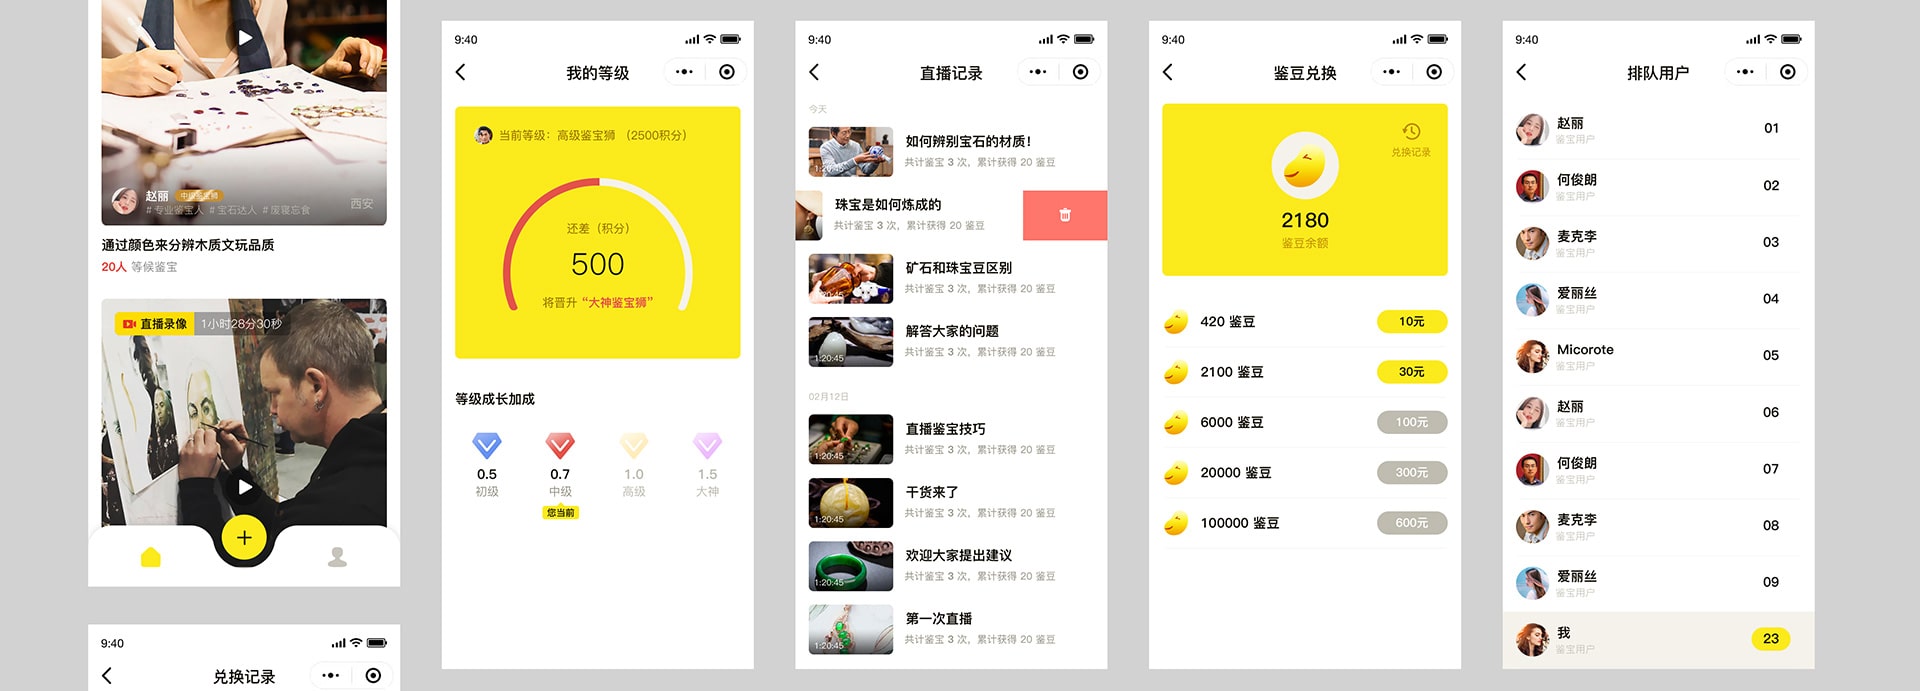 赵丽 中级鉴宝狮
# 专业鉴宝人 # 宝石达人 # 废寝忘食
西安
通过颜色来分辨木质文玩品质
20人 等候鉴宝
直播录像 1小时28分30秒
9:40
兑换记录
9:40
我的等级
当前等级：高级鉴宝狮 （2500积分）
还差（积分）
500
将晋升“大神鉴宝狮”
等级成长加成
0.5 0.7 1.0 1.5
初级 中级 高级 大神
您当前
9:40
直播记录
今天
如何辨别宝石的材质！
共计鉴宝 3 次，累计获得 20 鉴豆
1:20:45
珠宝是如何炼成的
共计鉴宝 3 次，累计获得 20 鉴豆
矿石和珠宝豆区别
共计鉴宝 3 次，累计获得 20 鉴豆
1:20:45
解答大家的问题
共计鉴宝 3 次，累计获得 20 鉴豆
1:20:45
02月12日
直播鉴宝技巧
共计鉴宝 3 次，累计获得 20 鉴豆
1:20:45
干货来了
共计鉴宝 3 次，累计获得 20 鉴豆
1:20:45
欢迎大家提出建议
共计鉴宝 3 次，累计获得 20 鉴豆
1:20:45
第一次直播
共计鉴宝 3 次，累计获得 20 鉴豆
1:20:45
9:40
鉴豆兑换
兑换记录
2180
鉴豆余额
420 鉴豆 10元
2100 鉴豆 30元
6000 鉴豆 100元
20000 鉴豆 300元
100000 鉴豆 600元
9:40
排队用户
赵丽 01
鉴宝用户
何俊朗 02
鉴宝用户
麦克李 03
鉴宝用户
爱丽丝 04
鉴宝用户
Micorote 05
鉴宝用户
赵丽 06
鉴宝用户
何俊朗 07
鉴宝用户
麦克李 08
鉴宝用户
爱丽丝 09
鉴宝用户
我 23
鉴宝用户